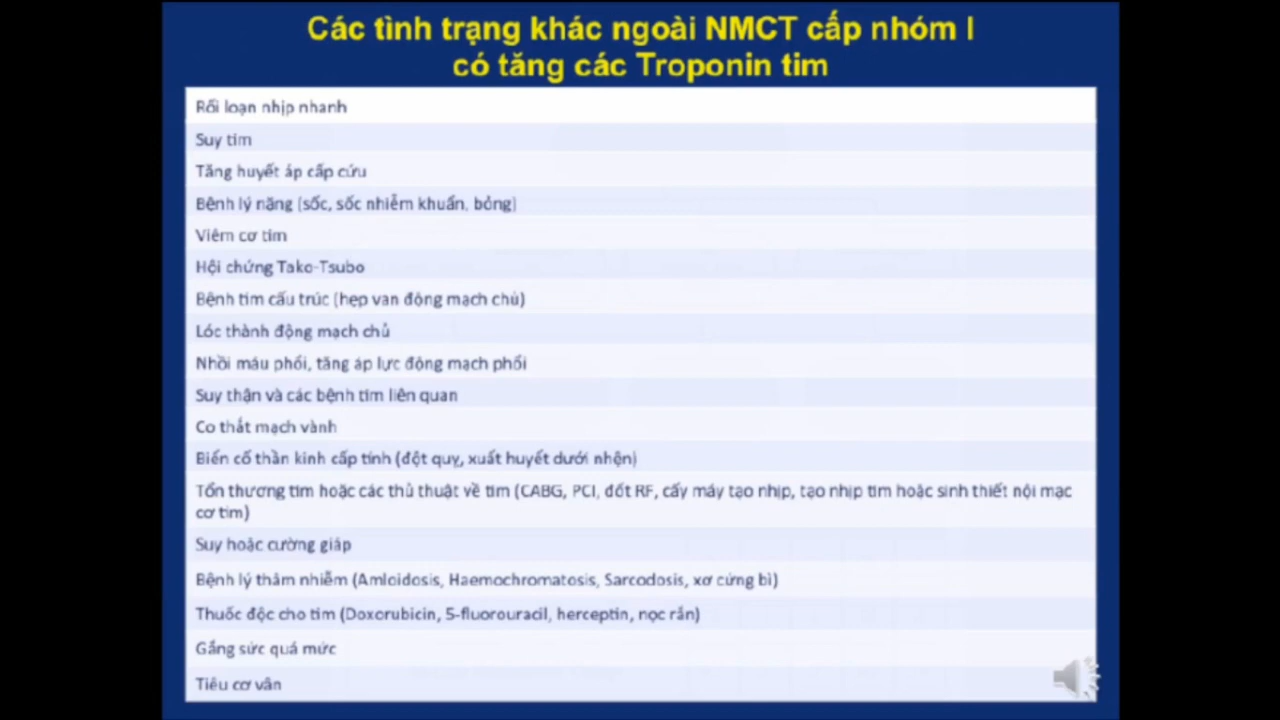 Các tình trạng khác ngoài NMCT cấp nhóm I
có tăng các Troponin tim
Rối loạn nhịp nhanh
Suy tim
Tăng huyết áp cấp cứu
Bệnh lý nặng (sốc, sốc nhiễm khuẩn, bỏng)
Viêm cơ tim
Hội chứng Tako-Tsubo
Bệnh tim cấu trúc (hẹp van động mạch chủ)
Lóc thành động mạch chủ
Nhồi máu phổi, tăng áp lực động mạch phổi
Suy thận và các bệnh tim liên quan
Co thắt mạch vành
Biến cố thần kinh cấp tính (đột quỵ, xuất huyết dưới nhện)
Tổn thương tim hoặc các thủ thuật về tim (CABG, PCI, đốt RF, cấy máy tạo nhịp, tạo nhịp tim hoặc sinh thiết nội mạc
cơ tim)
Suy hoặc cường giáp
Bệnh lý thâm nhiễm (Amloidosis, Haemochromatosis, Sarcodosis, xơ cứng bì)
Thuốc độc cho tim (Doxorubicin, 5-fluorouracil, herceptin, nọc rắn)
Gắng sức quá mức
Tiêu cơ vân